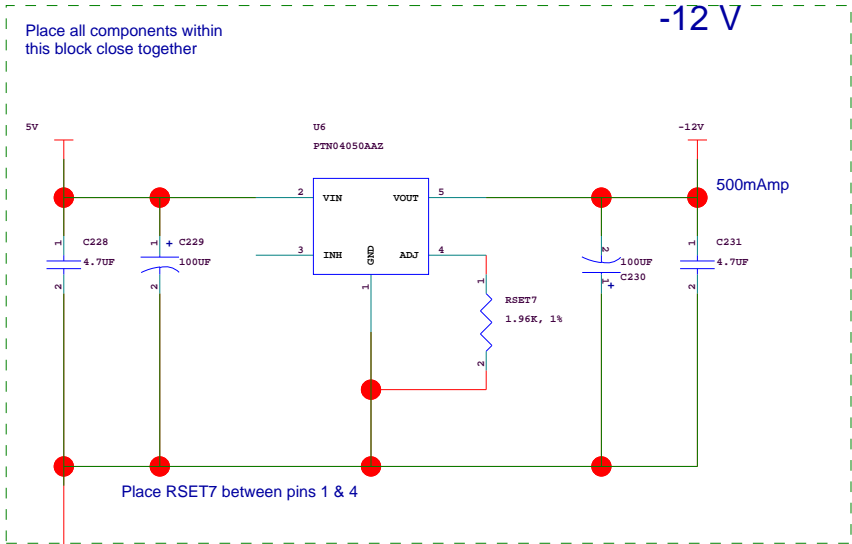 -12 V
Place all components within
this block close together
5V
U6
PTN04050AAZ
-12V
2
VIN
VOUT
5
500mAmp
3
INH
GND
ADJ
4
1
1
+
C228
4.7UF
2
1
C229
100UF
2
1
RSET7
1.96K, 1%
2
2
100UF
C230
1
+
1
C231
4.7UF
2
Place RSET7 between pins 1 & 4